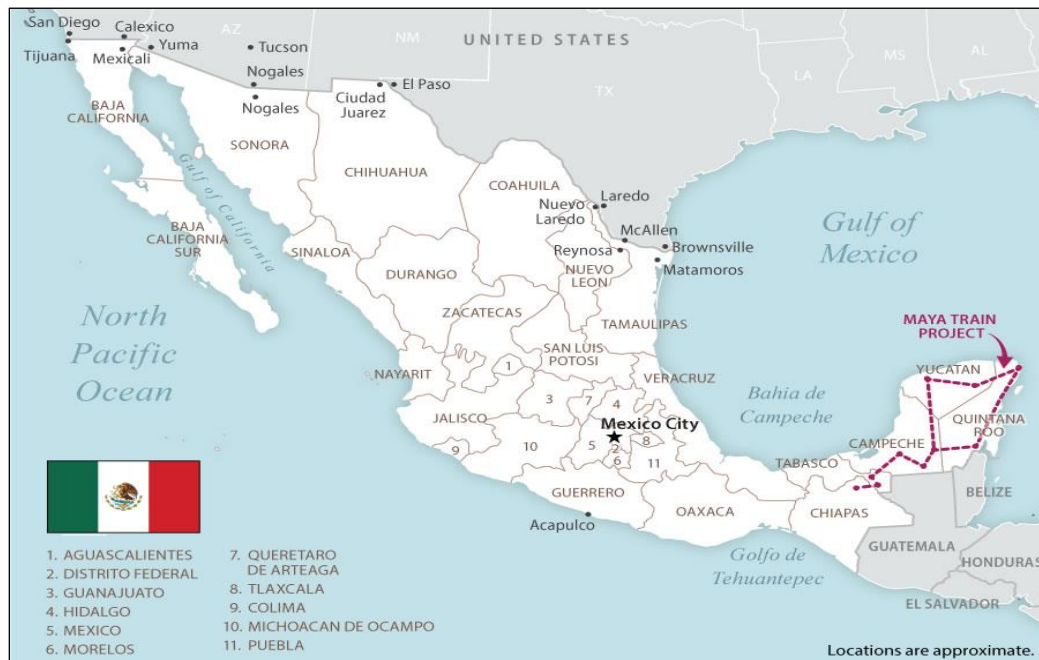 San Diego
Calexico
Tijuana
Mexicali
Yuma
AZ
Tucson
Nogales
Nogales
NM
El Paso
Ciudad
Juarez
UNITED STATES
TX
LA
MS
AL
BAJA
CALIFORNIA
SONORA
CHIHUAHUA
COAHUILA
Gulf of California
BAJA
CALIFORNIA
SUR
SINALOA
DURANGO
Nuevo
Laredo
Laredo
McAllen
Reynosa
Brownsville
Matamoros
NUEVO
LEON
Gulf of
Mexico
ZACATECAS
TAMAULIPAS
SAN LUIS
POTOSI
North
Pacific
Ocean
NAYARIT
1
VERACRUZ
JALISCO
3
7
4
Mexico City
9
10
5
2
6
8
11
Bahia de
Campeche
MAYA TRAIN
PROJECT
YUCATAN
QUINTANA
ROO
CAMPECHE
TABASCO
GUERRERO
Acapulco
OAXACA
CHIAPAS
BELIZE
GUATEMALA
HONDURAS
EL SALVADOR
Golfo de
Tehuantepec
1. AGUASCALIENTES
2. DISTRITO FEDERAL
3. GUANAJUATO
4. HIDALGO
5. MEXICO
6. MORELOS
7. QUERETARO
DE ARTEAGA
8. TLAXCALA
9. COLIMA
10. MICHOACAN DE OCAMPO
11. PUEBLA
Locations are approximate.